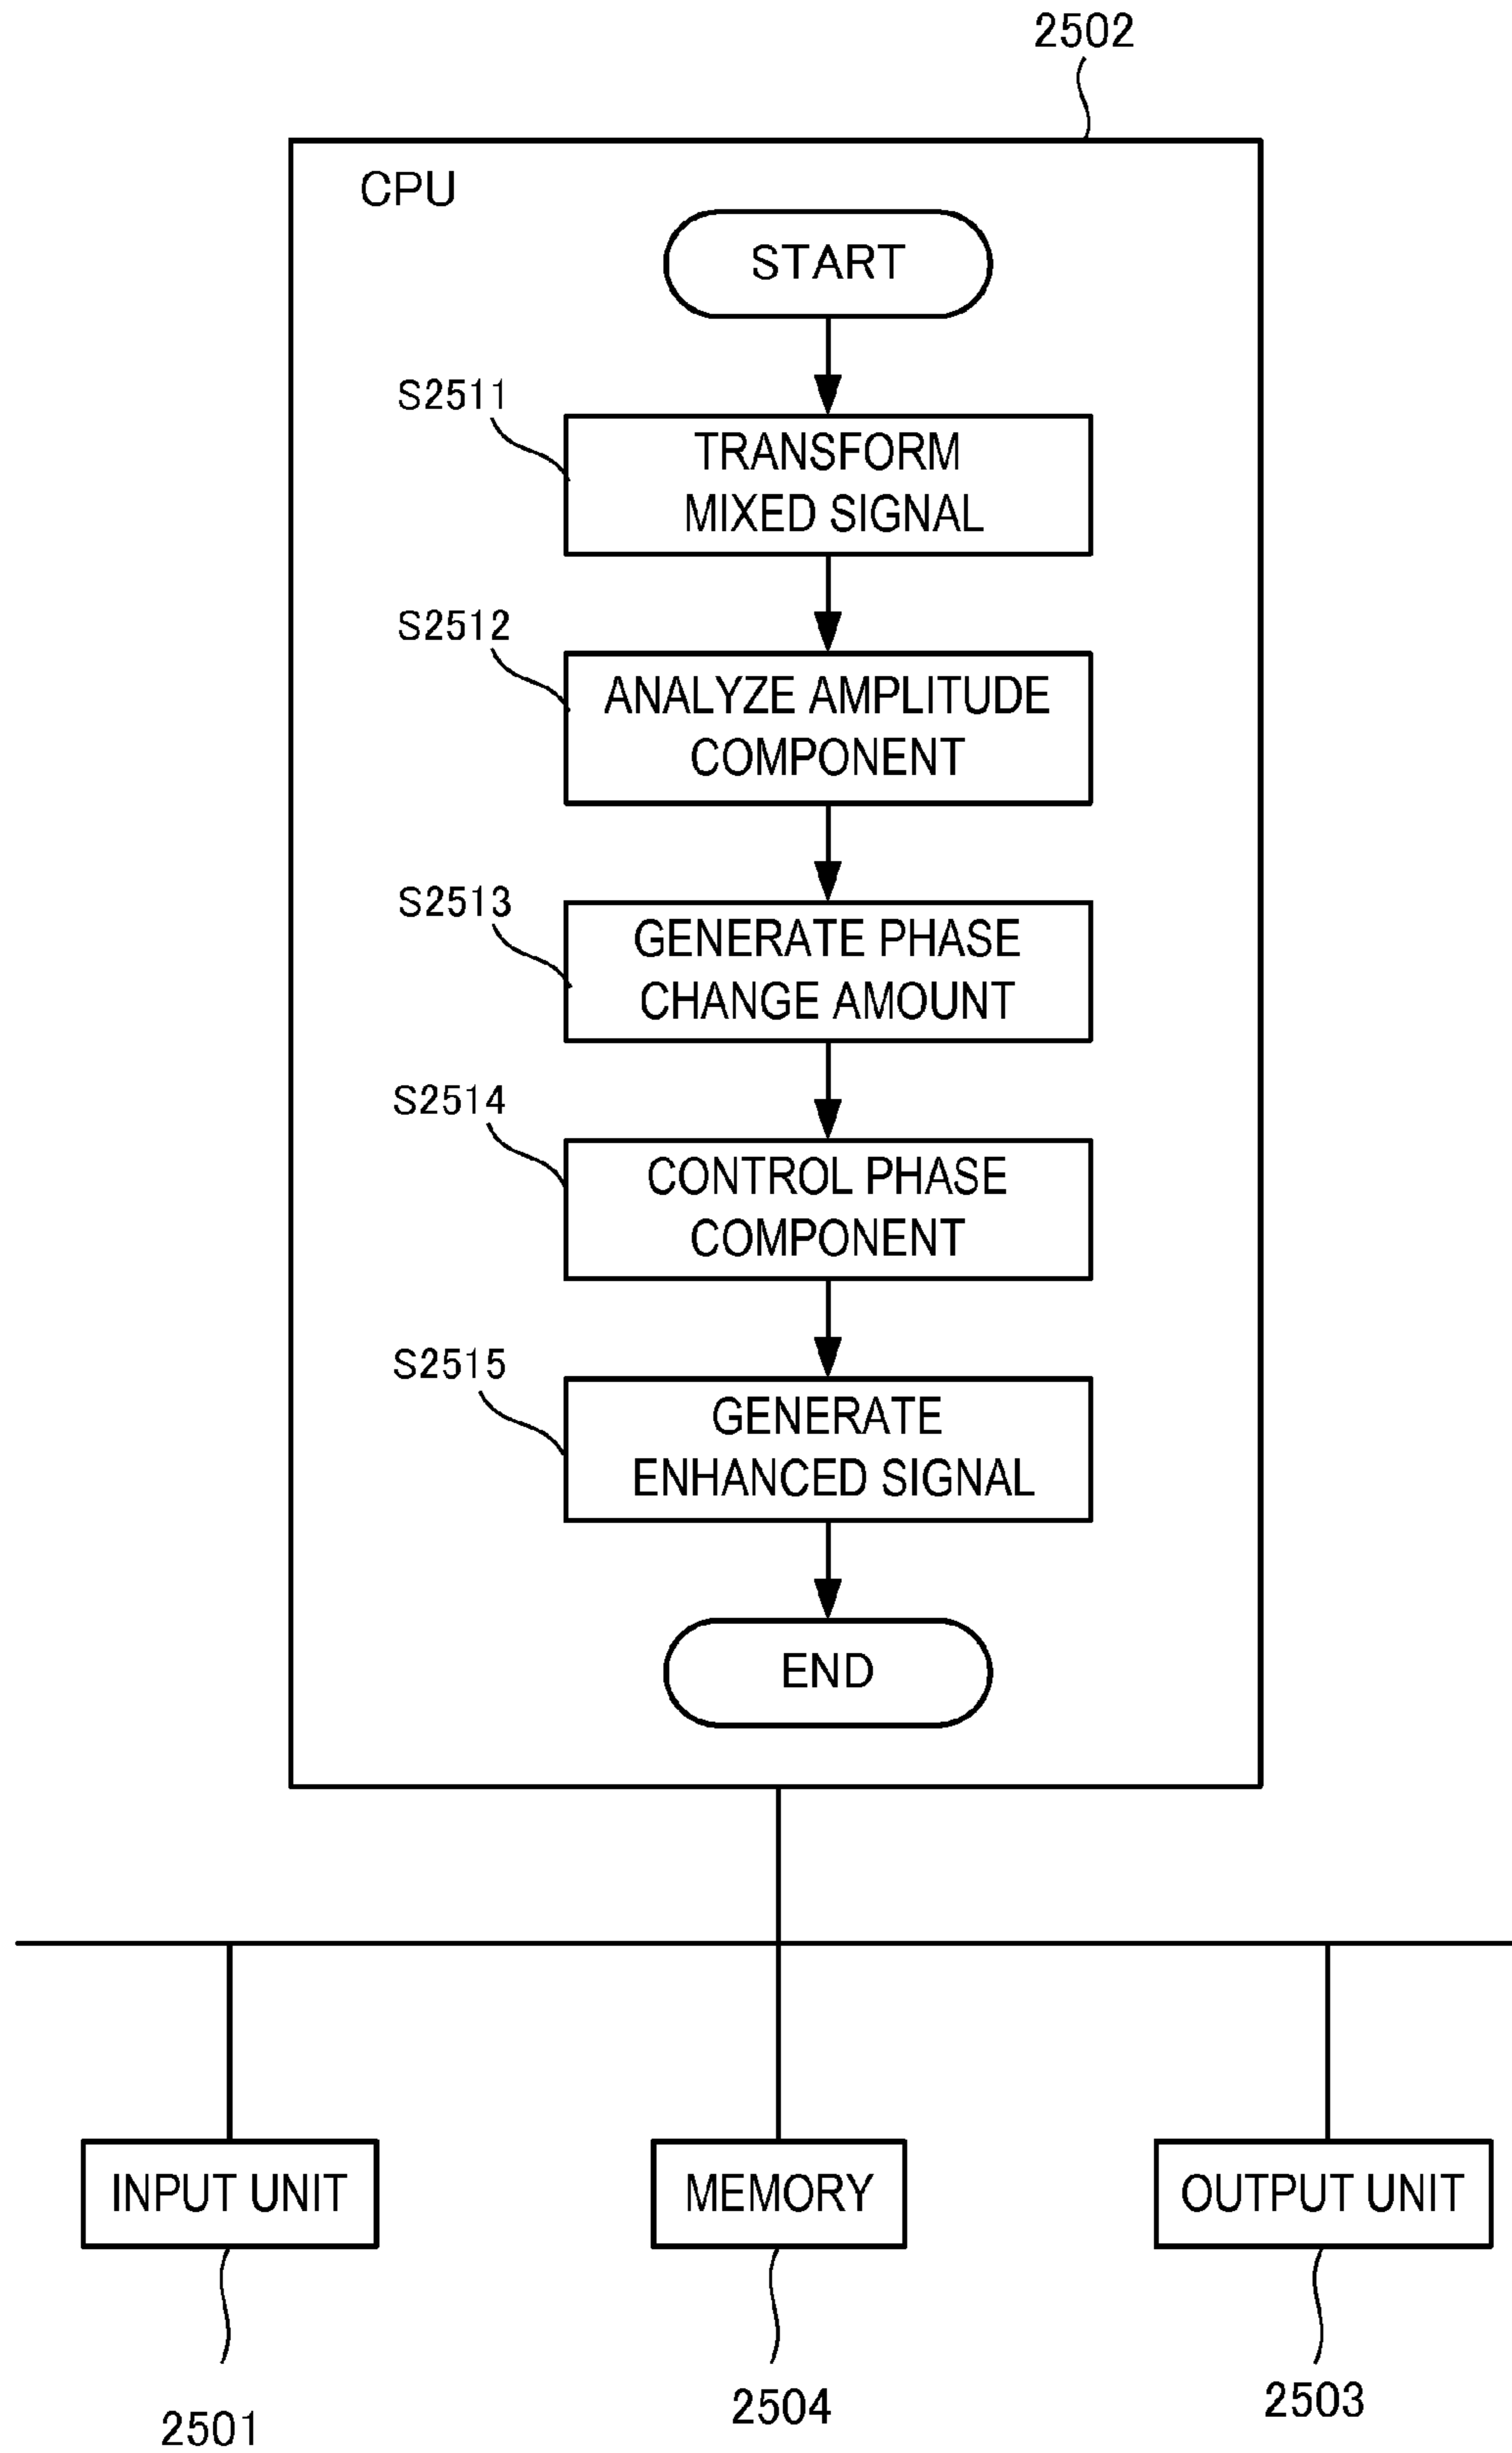 2502
CPU
START
S2511
TRANSFORM
MIXED SIGNAL
S2512
ANALYZE AMPLITUDE
COMPONENT
S2513
GENERATE PHASE
CHANGE AMOUNT
S2514
CONTROL PHASE
COMPONENT
S2515
GENERATE
ENHANCED SIGNAL
END
INPUT UNIT
MEMORY
OUTPUT UNIT
2501
2504
2503